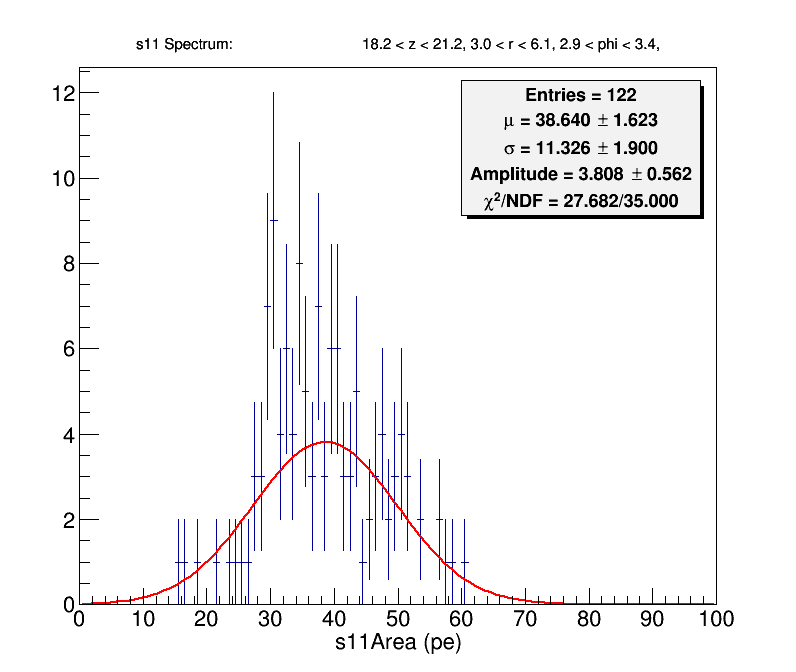 s11 Spectrum: 18.2 < z < 21.2, 3.0 < r < 6.1, 2.9 < phi < 3.4,
Entries = 122
μ = 38.640 ± 1.623
σ = 11.326 ± 1.900
Amplitude = 3.808 ± 0.562
χ²/NDF = 27.682/35.000
12
10
8
6
4
2
0
0 10 20 30 40 50 60 70 80 90 100
s11Area (pe)